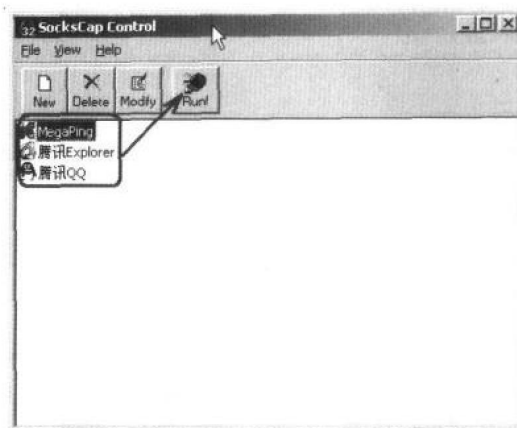 32 SocksCap Control
File View Help
New Delete Modify Run!
MegaPing
腾讯Explorer
腾讯QQ